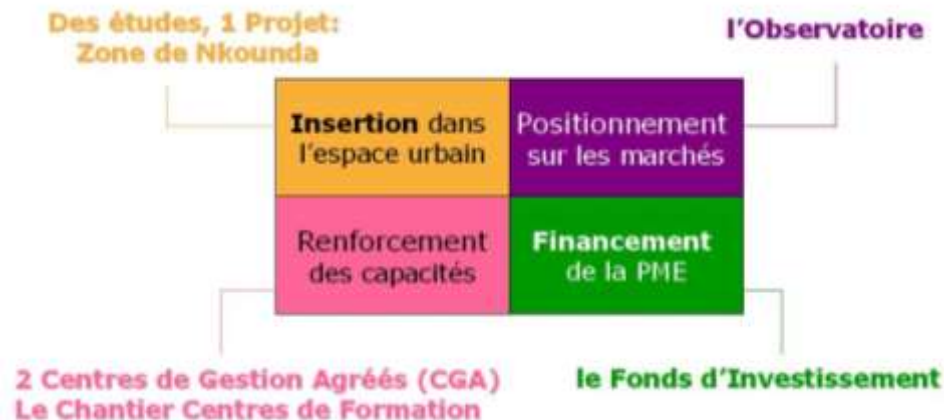 Des études, 1 Projet:
Zone de Nkounda
l'Observatoire
Insertion dans
l'espace urbain
Positionnement
sur les marchés
Renforcement
des capacités
Financement
de la PME
2 Centres de Gestion Agréés (CGA)
Le Chantier Centres de Formation
le Fonds d'Investissement